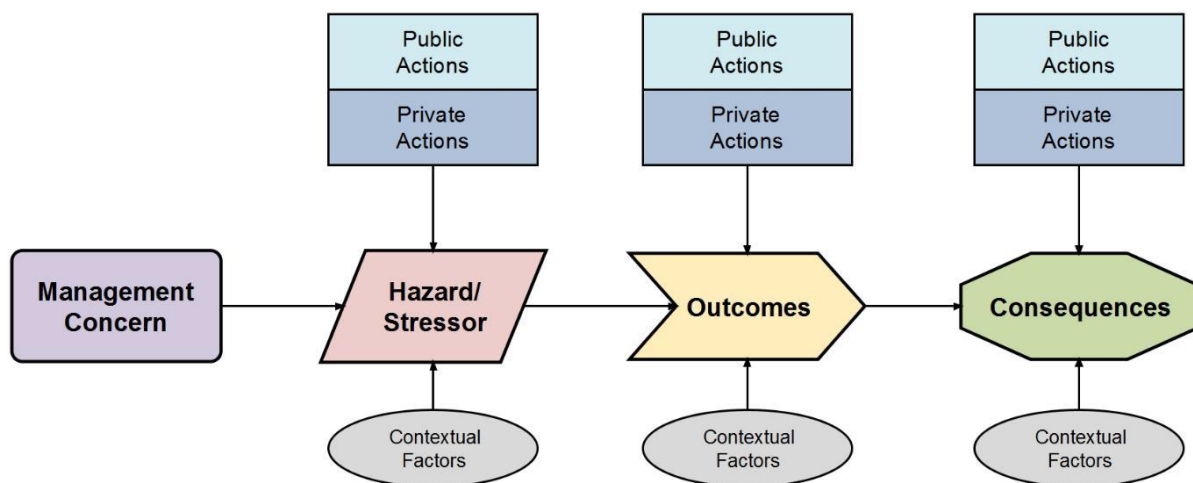 Public
Actions
Private
Actions
Public
Actions
Private
Actions
Public
Actions
Private
Actions
Management
Concern
Hazard/
Stressor
Outcomes
Consequences
Contextual
Factors
Contextual
Factors
Contextual
Factors